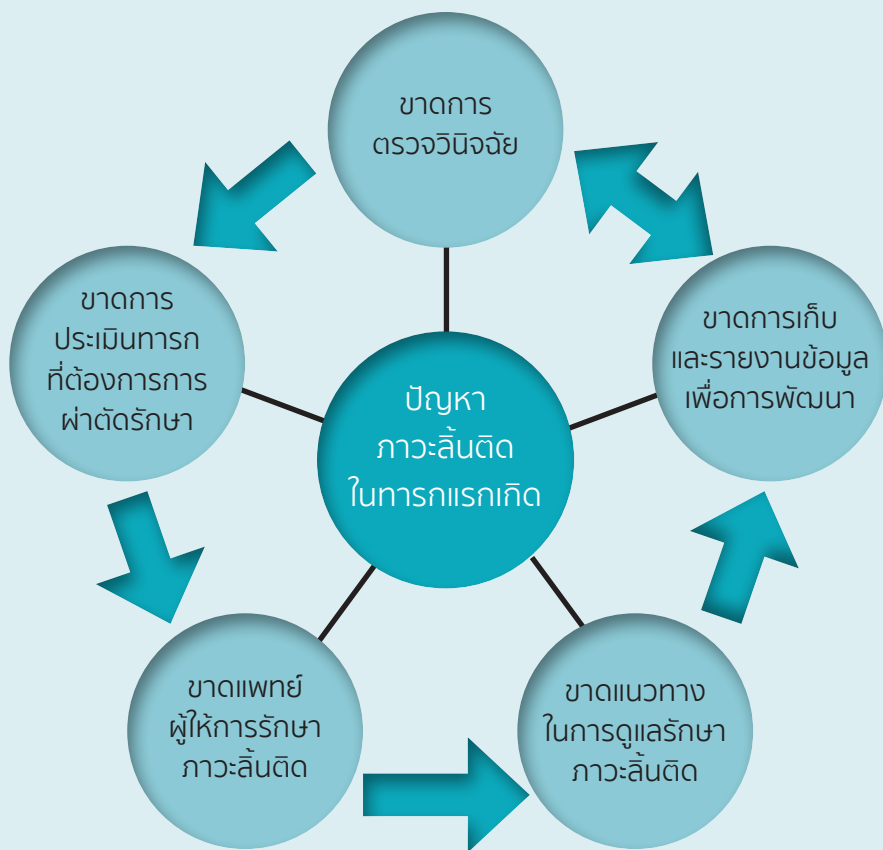 ขาดการ
ตรวจวินิจฉัย
ขาดการ
ประเมินทารก
ที่ต้องการการ
ผ่าตัดรักษา
ขาดการเก็บ
และรายงานข้อมูล
เพื่อการพัฒนา
ปัญหา
ภาวะลิ้นติด
ในทารกแรกเกิด
ขาดแพทย์
ผู้ให้การรักษา
ภาวะลิ้นติด
ขาดแนวทาง
ในการดูแลรักษา
ภาวะลิ้นติด